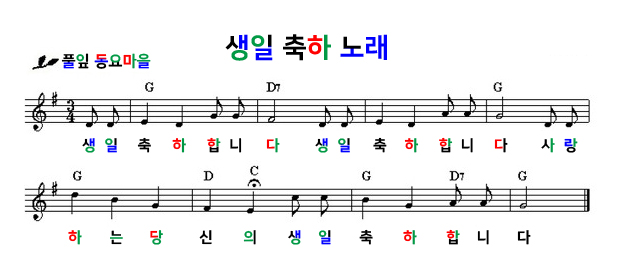 생일 축하 노래
풀잎 동요마을
G D7 G
3
4
생 일 축 하 합 니 다 생 일 축 하 합 니 다 사 랑
G D C G D7 G
하 는 당 신 의 생 일 축 하 합 니 다